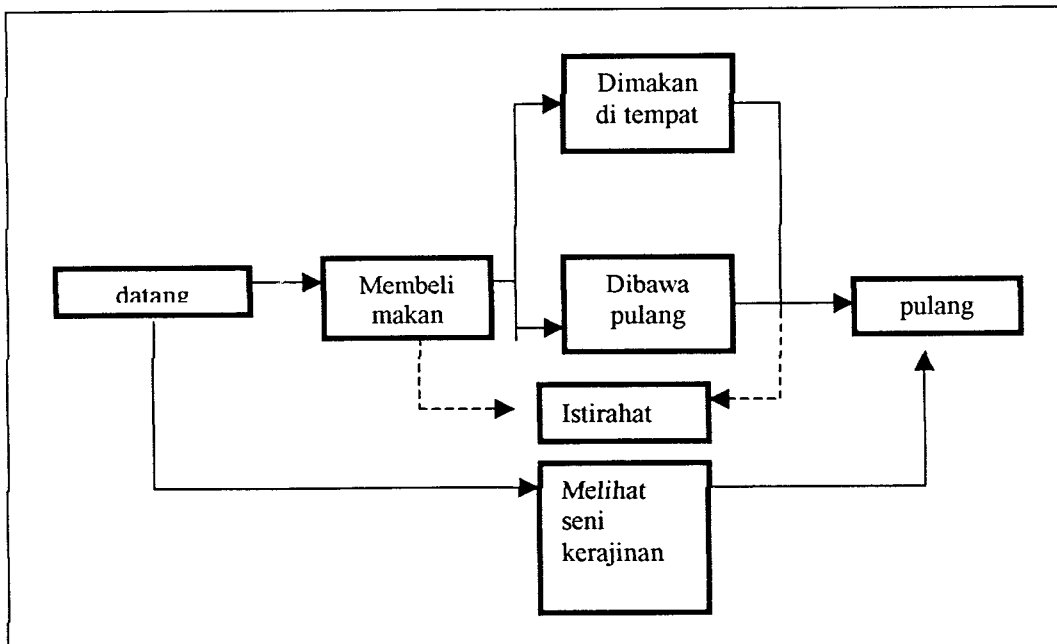 Dimakan
di tempat
datang
Membeli
makan
Dibawa
pulang
pulang
Istirahat
Melihat
seni
kerajinan